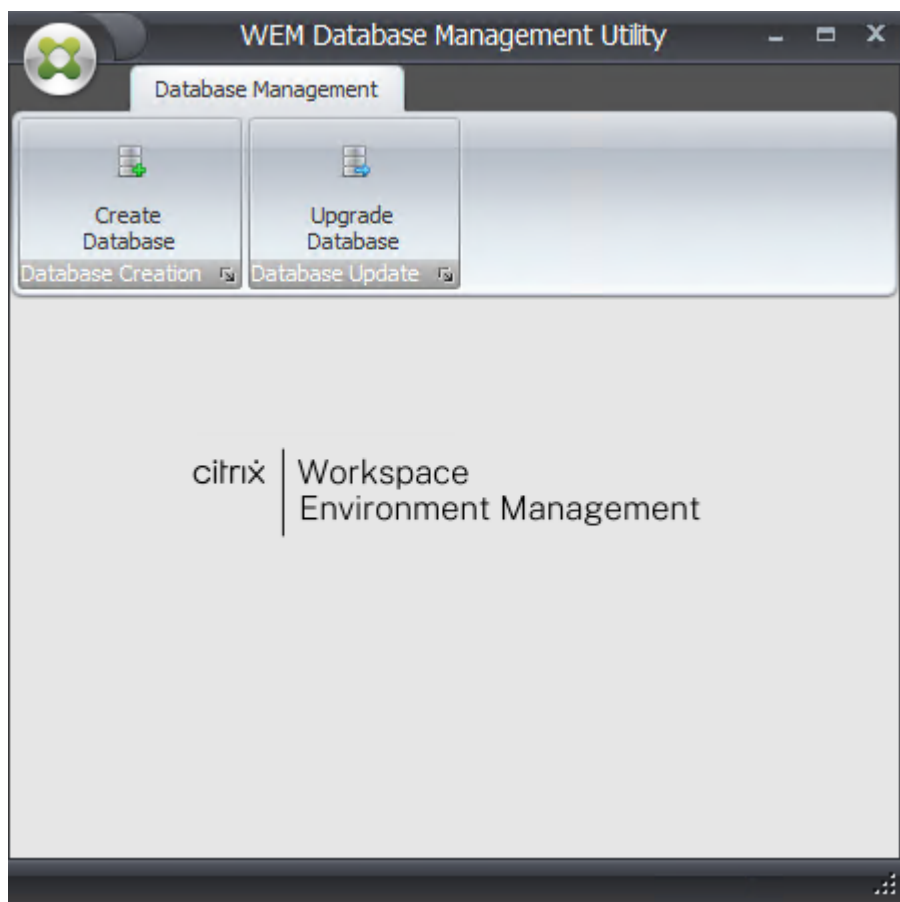 WEM Database Management Utility
Database Management
Create
Database
Upgrade
Database
Database Creation
Database Update
citrix
Workspace
Environment Management